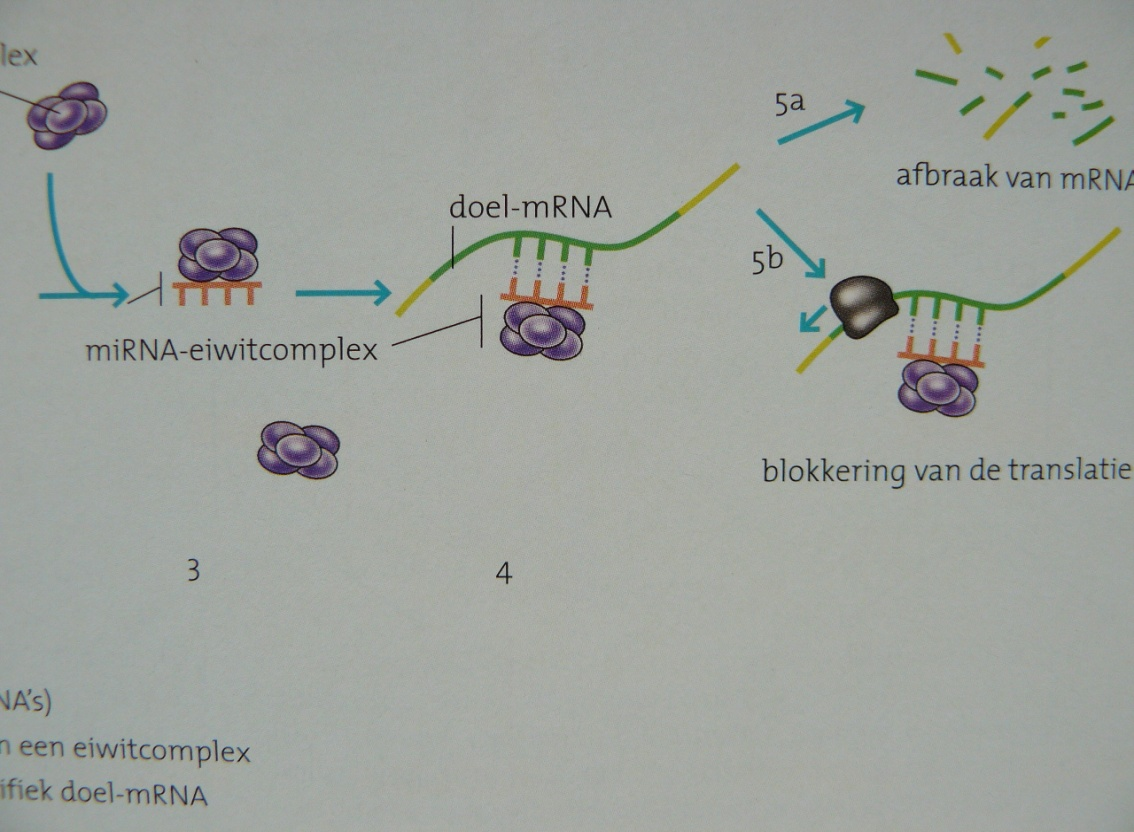 lex
5a
afbraak van mRNA
doel-mRNA
5b
miRNA-eiwitcomplex
blokkering van de translatie
3
4
NA's)
n een eiwitcomplex
ifiek doel-mRNA